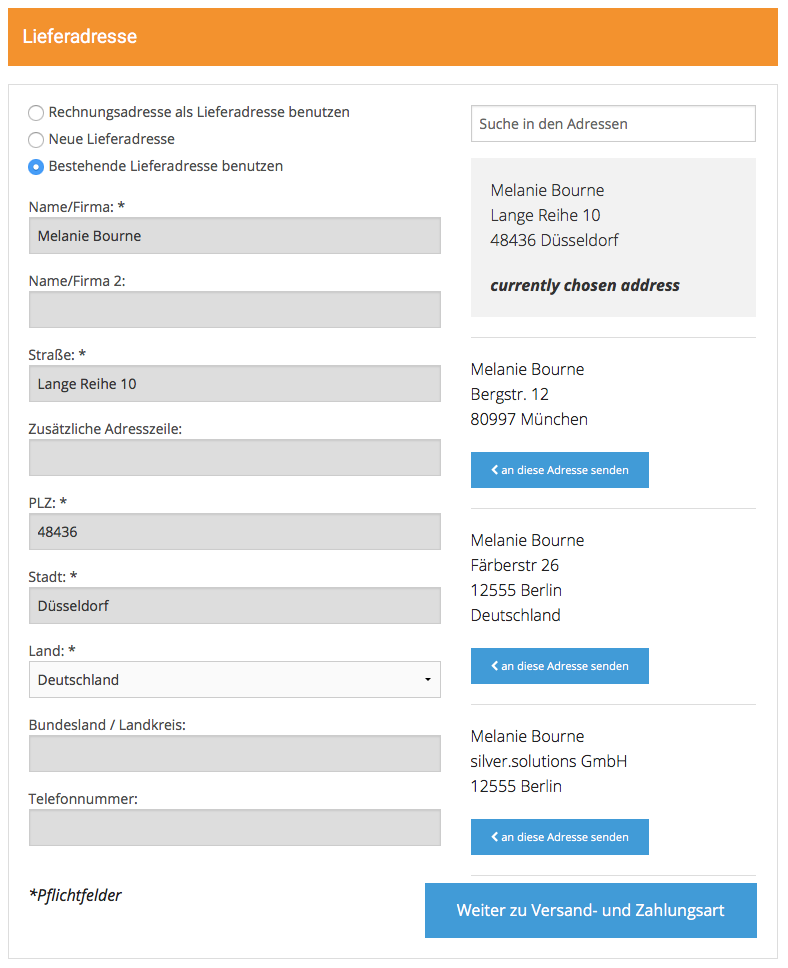 Lieferadresse
Rechnungsadresse als Lieferadresse benutzen
Neue Lieferadresse
Bestehende Lieferadresse benutzen
Name/Firma: *
Melanie Bourne
Name/Firma 2:
Straße: *
Lange Reihe 10
Zusätzliche Adresszeile:
PLZ: *
48436
Stadt: *
Düsseldorf
Land: *
Deutschland
Bundesland / Landkreis:
Telefonnummer:
*Pflichtfelder
Suche in den Adressen
Melanie Bourne
Lange Reihe 10
48436 Düsseldorf
currently chosen address
Melanie Bourne
Bergstr. 12
80997 München
an diese Adresse senden
Melanie Bourne
Färberstr 26
12555 Berlin
Deutschland
an diese Adresse senden
Melanie Bourne
silver.solutions GmbH
12555 Berlin
an diese Adresse senden
Weiter zu Versand- und Zahlungsart